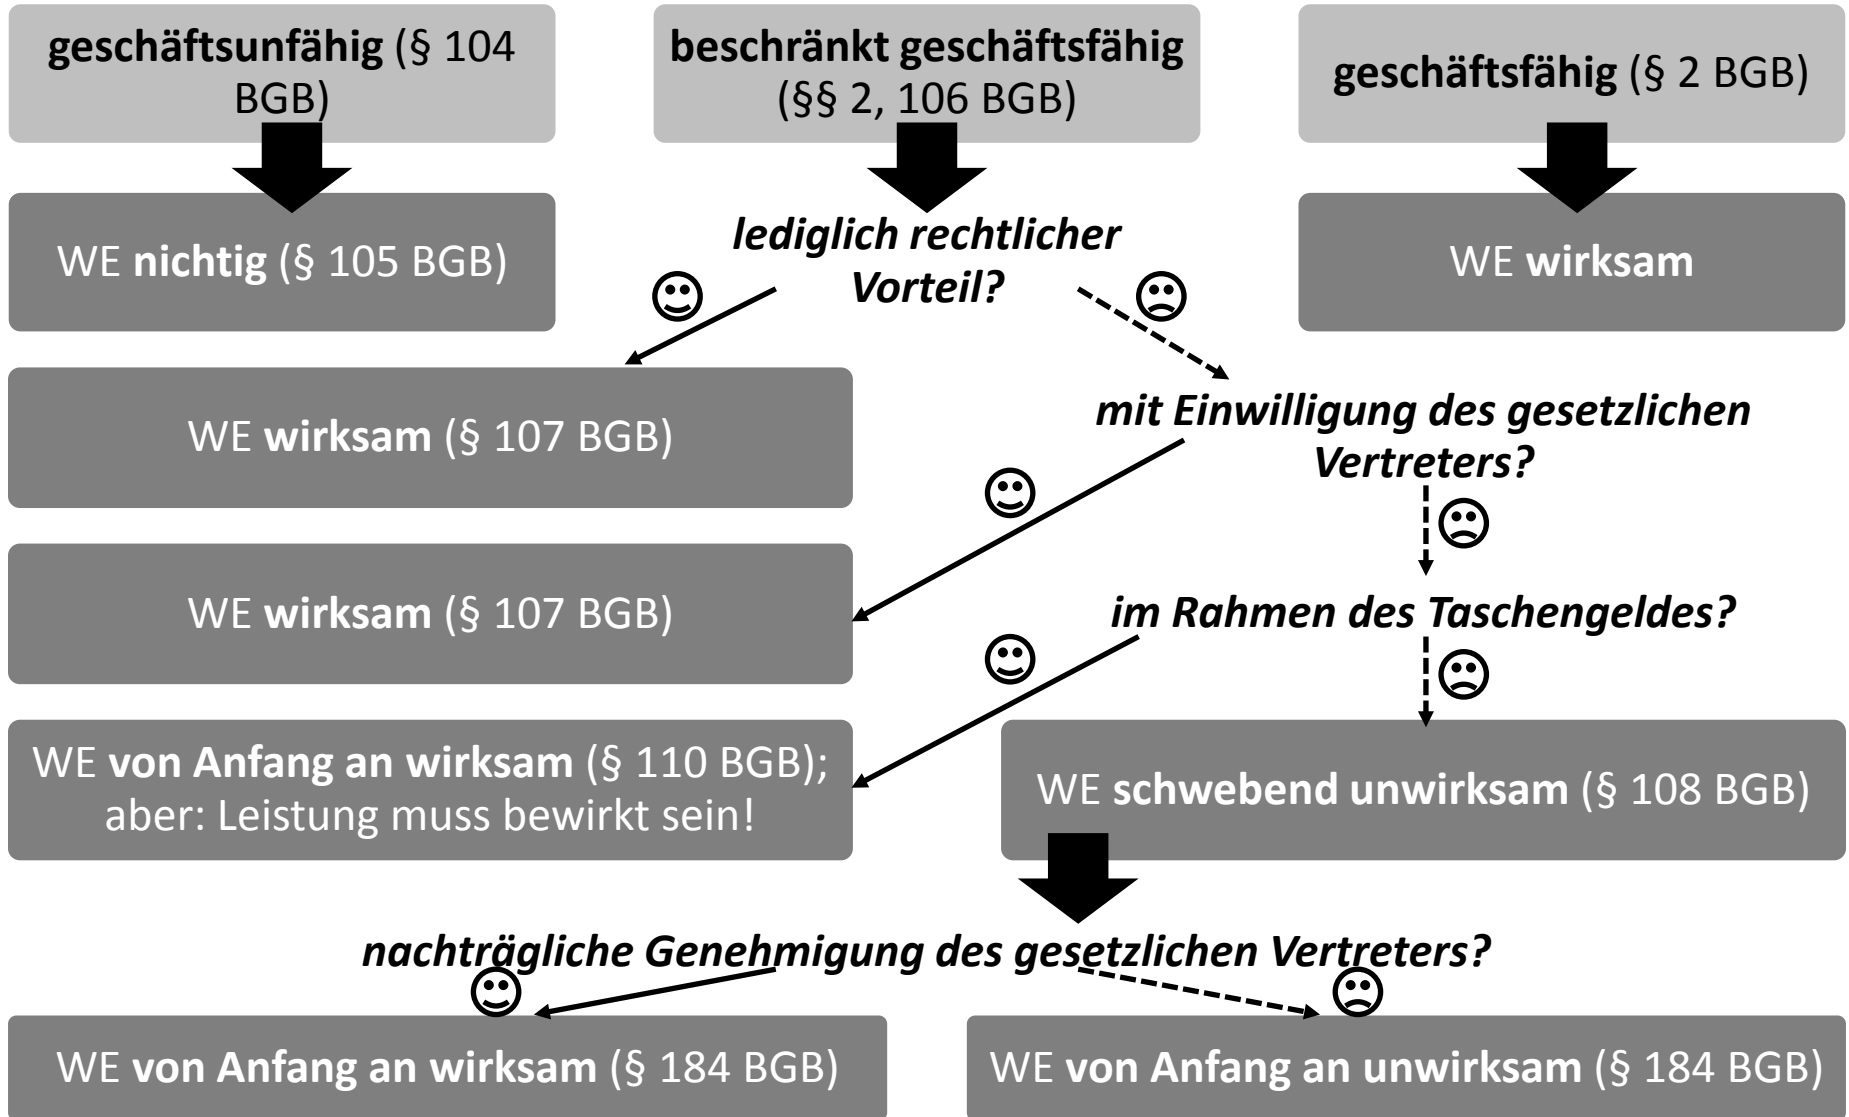 geschäftsunfähig (§ 104
BGB)
beschränkt geschäftsfähig
(§§ 2, 106 BGB)
geschäftsfähig (§ 2 BGB)
WE nichtig (§ 105 BGB)
lediglich rechtlicher
Vorteil?
WE wirksam
WE wirksam (§ 107 BGB)
mit Einwilligung des gesetzlichen
Vertreters?
WE wirksam (§ 107 BGB)
im Rahmen des Taschengeldes?
WE von Anfang an wirksam (§ 110 BGB);
aber: Leistung muss bewirkt sein!
WE schwebend unwirksam (§ 108 BGB)
nachträgliche Genehmigung des gesetzlichen Vertreters?
WE von Anfang an wirksam (§ 184 BGB)
WE von Anfang an unwirksam (§ 184 BGB)